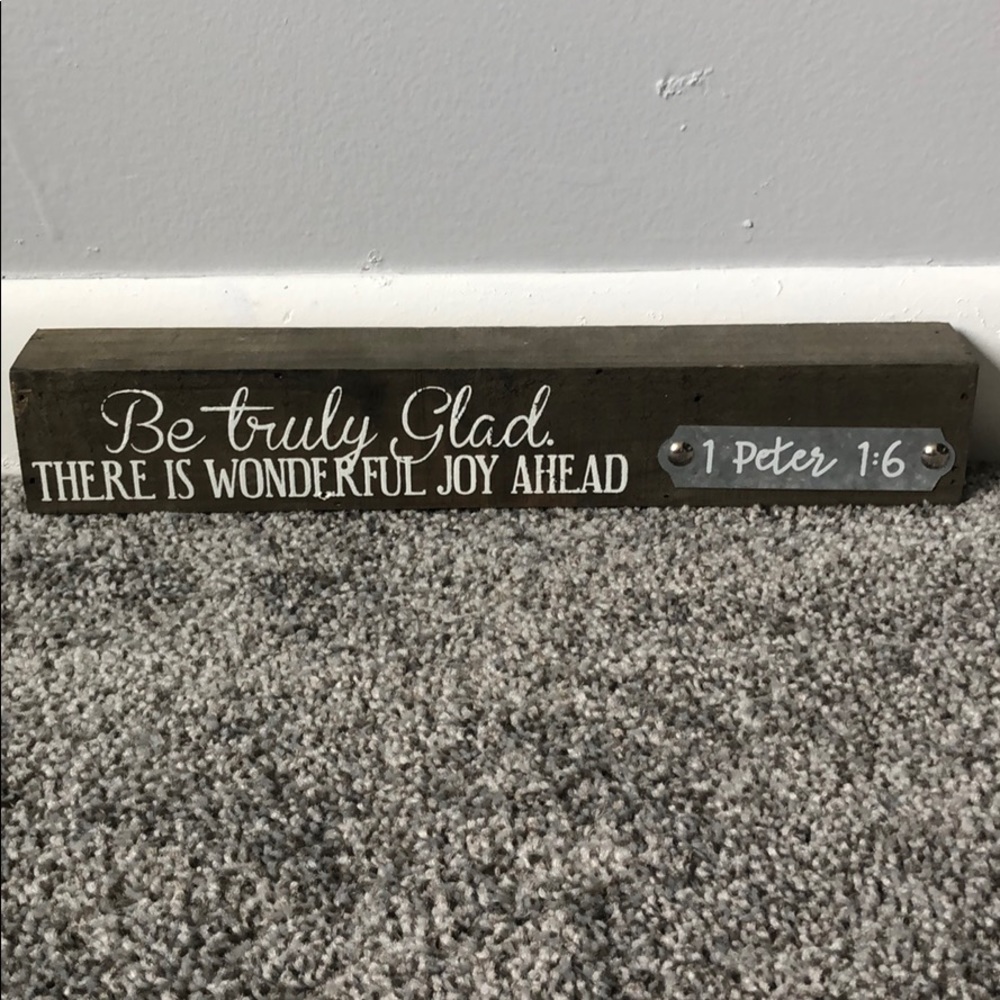 Be truly Glad.
THERE IS WONDERFUL JOY AHEAD
1 Peter 1:6